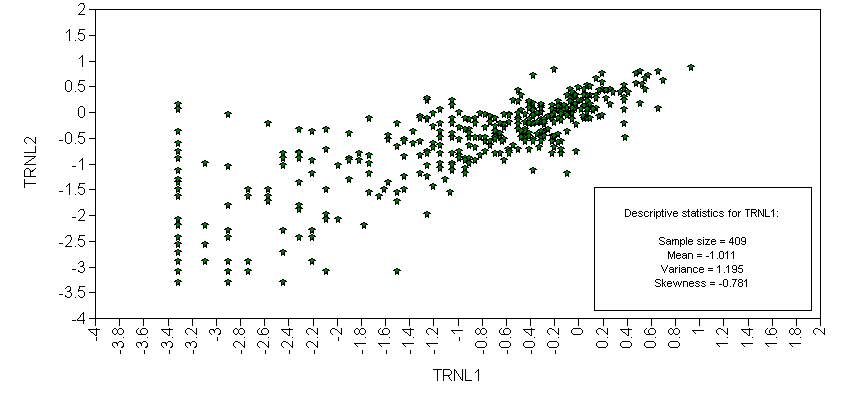 2
1.5
1
0.5
0
-0.5
-1
-1.5
-2
-2.5
-3
-3.5
-4
TRNL2
Descriptive statistics for TRNL1:
Sample size = 409
Mean = -1.011
Variance = 1.195
Skewness = -0.781
-4 -3.8 -3.6 -3.4 -3.2 -3 -2.8 -2.6 -2.4 -2.2 -2 -1.8 -1.6 -1.4 -1.2 -1 -0.8 -0.6 -0.4 -0.2 0 0.2 0.4 0.6 0.8 1 1.2 1.4 1.6 1.8 2
TRNL1